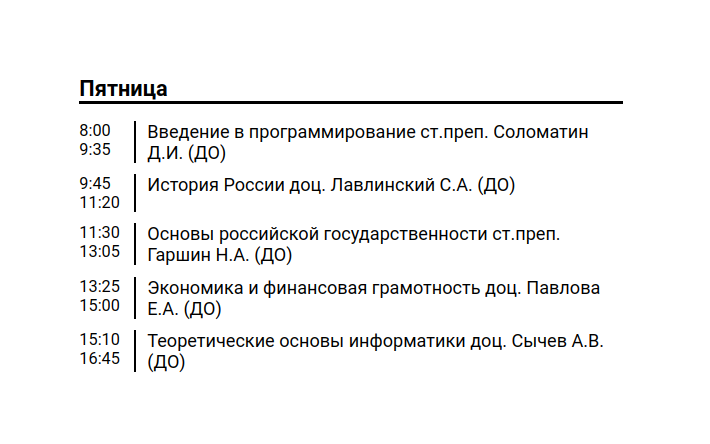 Пятница
8:00
9:35
Введение в программирование ст.преп. Соломатин
Д.И. (ДО)
9:45
11:20
История России доц. Лавлинский С.А. (ДО)
11:30
13:05
Основы российской государственности ст.преп.
Гаршин Н.А. (ДО)
13:25
15:00
Экономика и финансовая грамотность доц. Павлова
Е.А. (ДО)
15:10
16:45
Теоретические основы информатики доц. Сычев А.В.
(ДО)